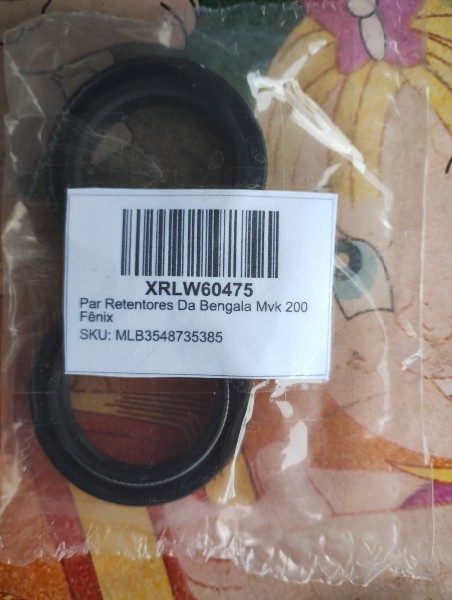 XRLW60475
Par Retentores Da Bengala Mvk 200
Fênix
SKU: MLB3548735385